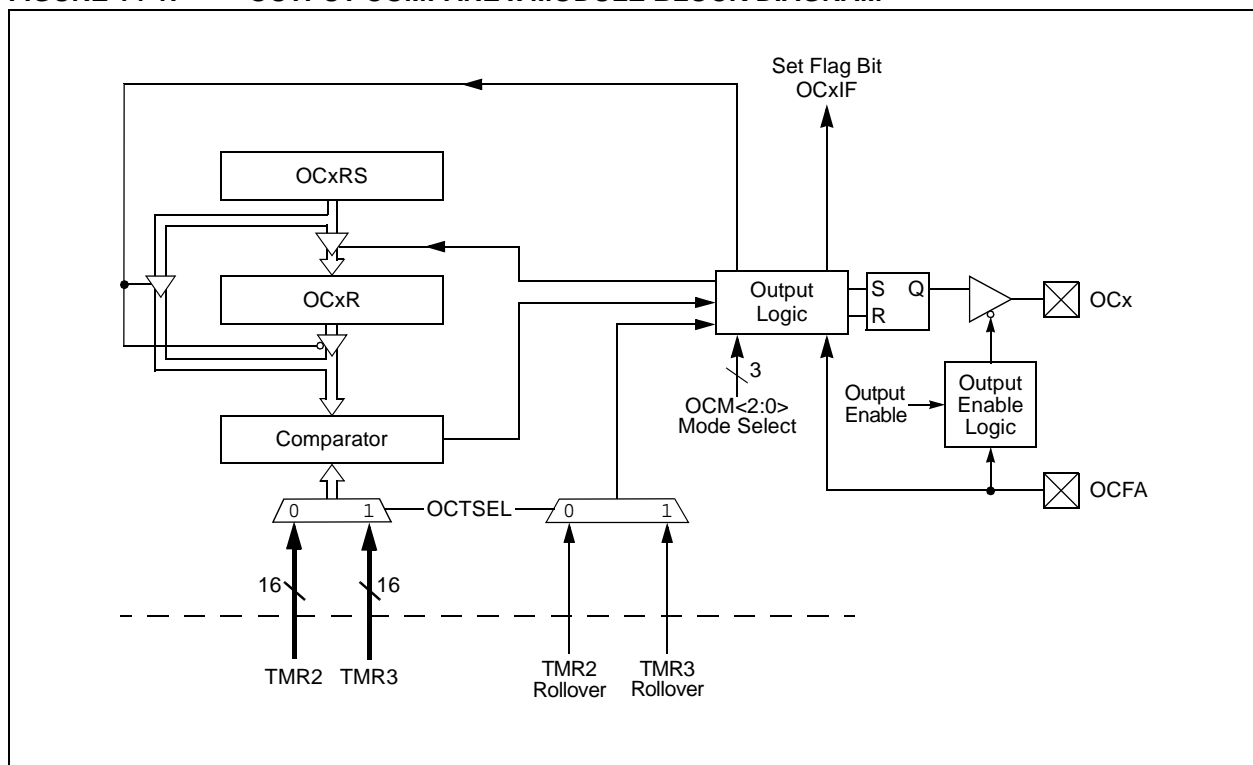 Set Flag Bit
OCxIF
OCxRS
OCxR
Output
Logic
S Q
R
OCx
3
OCM<2:0>
Mode Select
Output
Enable
Output
Enable
Logic
Comparator
OCFA
0 1
OCTSEL
0 1
16
16
TMR2
TMR3
TMR2
Rollover
TMR3
Rollover